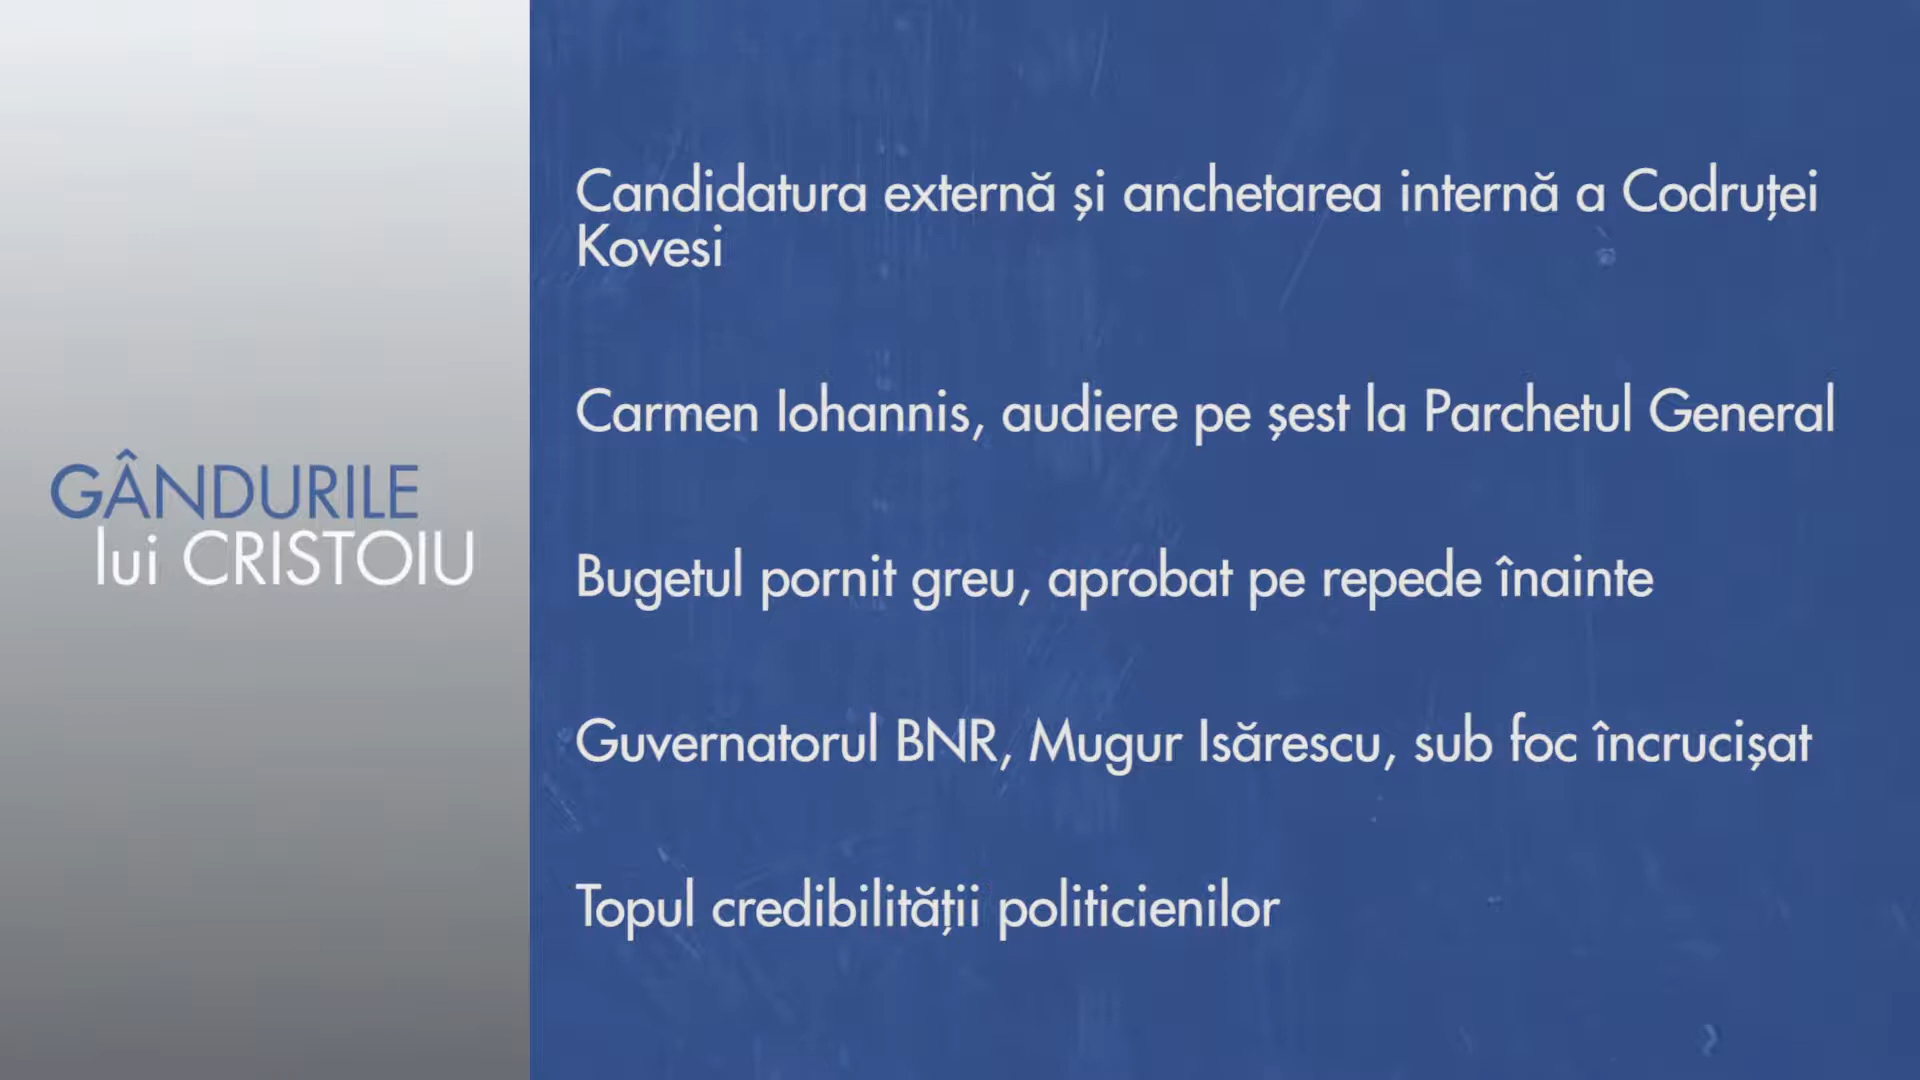 GÂNDURILE
lui CRISTOIU
Candidatura externă și anchetarea internă a Codruței
Kovesi
Carmen Iohannis, audiere pe șest la Parchetul General
Bugetul pornit greu, aprobat pe repede înainte
Guvernatorul BNR, Mugur Isărescu, sub foc încrucișat
Topul credibilității politicienilor